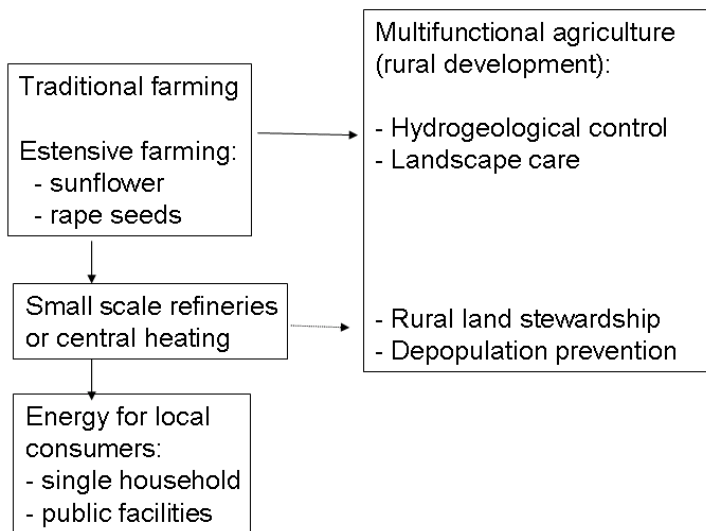 Traditional farming
Estensive farming:
- sunflower
- rape seeds
Small scale refineries
or central heating
Energy for local
consumers:
- single household
- public facilities
Multifunctional agriculture
(rural development):
- Hydrogeological control
- Landscape care
- Rural land stewardship
- Depopulation prevention